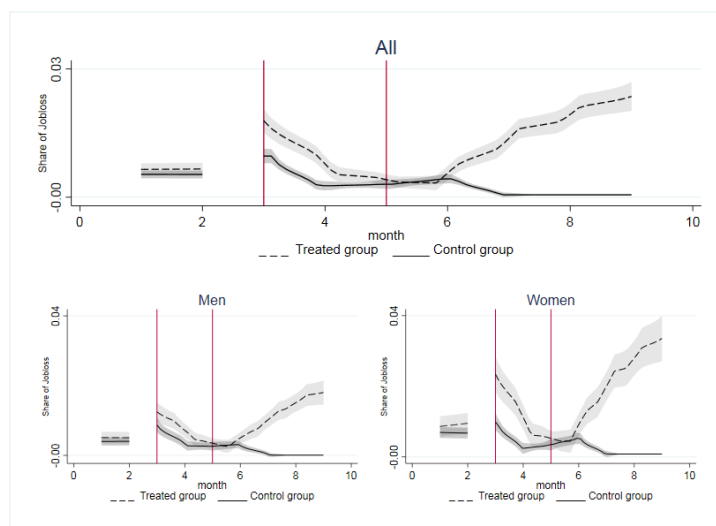 All
0.03
Share of Jobloss
-0.00
0 2 4 6 8 10
month
Treated group Control group
Men
0.04
Share of Jobloss
-0.00
0 2 4 6 8 10
month
Treated group Control group
Women
0.04
Share of Jobloss
-0.00
0 2 4 6 8 10
month
Treated group Control group